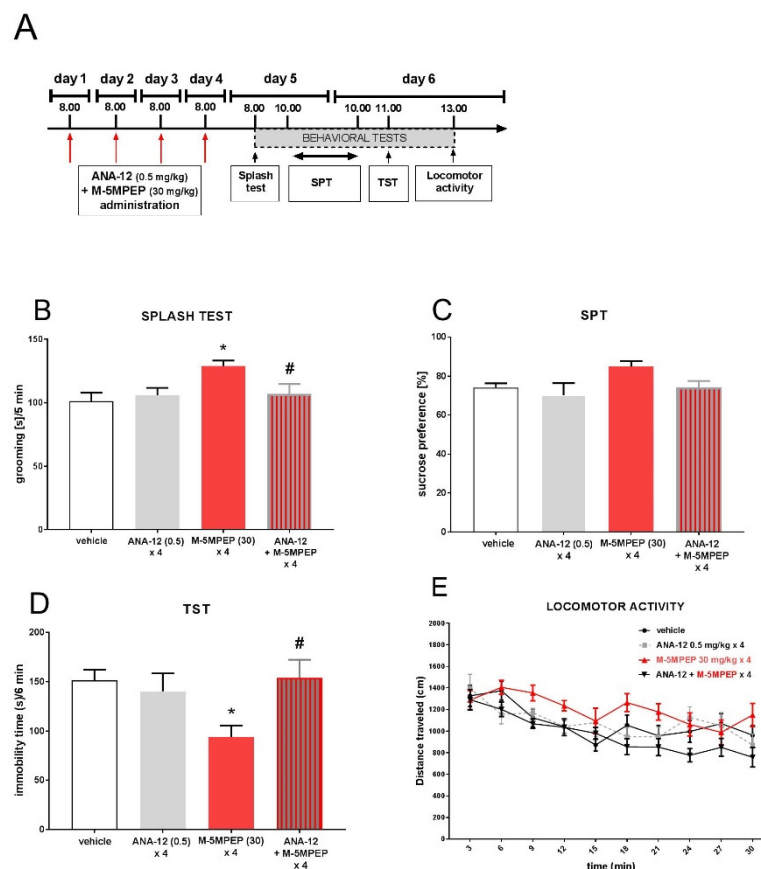 A
day 1 day 2 day 3 day 4 day 5 day 6
8.00 8.00 8.00 8.00 8.00 10.00 10.00 11.00 13.00
BEHAVIORAL TESTS
ANA-12 (0.5 mg/kg)
+ M-5MPEP (30 mg/kg)
administration
Splash
test
SPT
TST
Locomotor
activity
B
SPLASH TEST
grooming [s]/5 min
150
100
50
0
*
#
vehicle
ANA-12 (0.5)
x 4
M-5MPEP (30)
x 4
ANA-12
+ M-5MPEP
x 4
C
SPT
sucrose preference [%]
100
80
60
40
20
0
vehicle
ANA-12 (0.5)
x 4
M-5MPEP (30)
x 4
ANA-12
+ M-5MPEP
x 4
D
TST
immobility time (s)/6 min
200
150
100
50
0
*
#
vehicle
ANA-12 (0.5)
x 4
M-5MPEP (30)
x 4
ANA-12
+ M-5MPEP
x 4
E
LOCOMOTOR ACTIVITY
vehicle
ANA-12 0.5 mg/kg x 4
M-5MPEP 30 mg/kg x 4
ANA-12 + M-5MPEP x 4
Distance traveled (cm)
2000
1800
1600
1400
1200
1000
800
600
400
200
0
3 6 9 12 15 18 21 24 27 30
time (min)